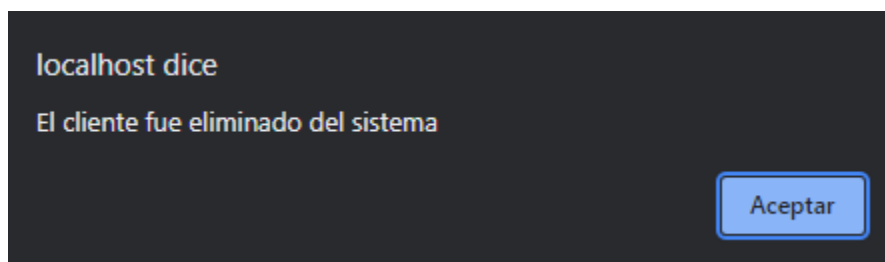 localhost dice
El cliente fue eliminado del sistema
Aceptar